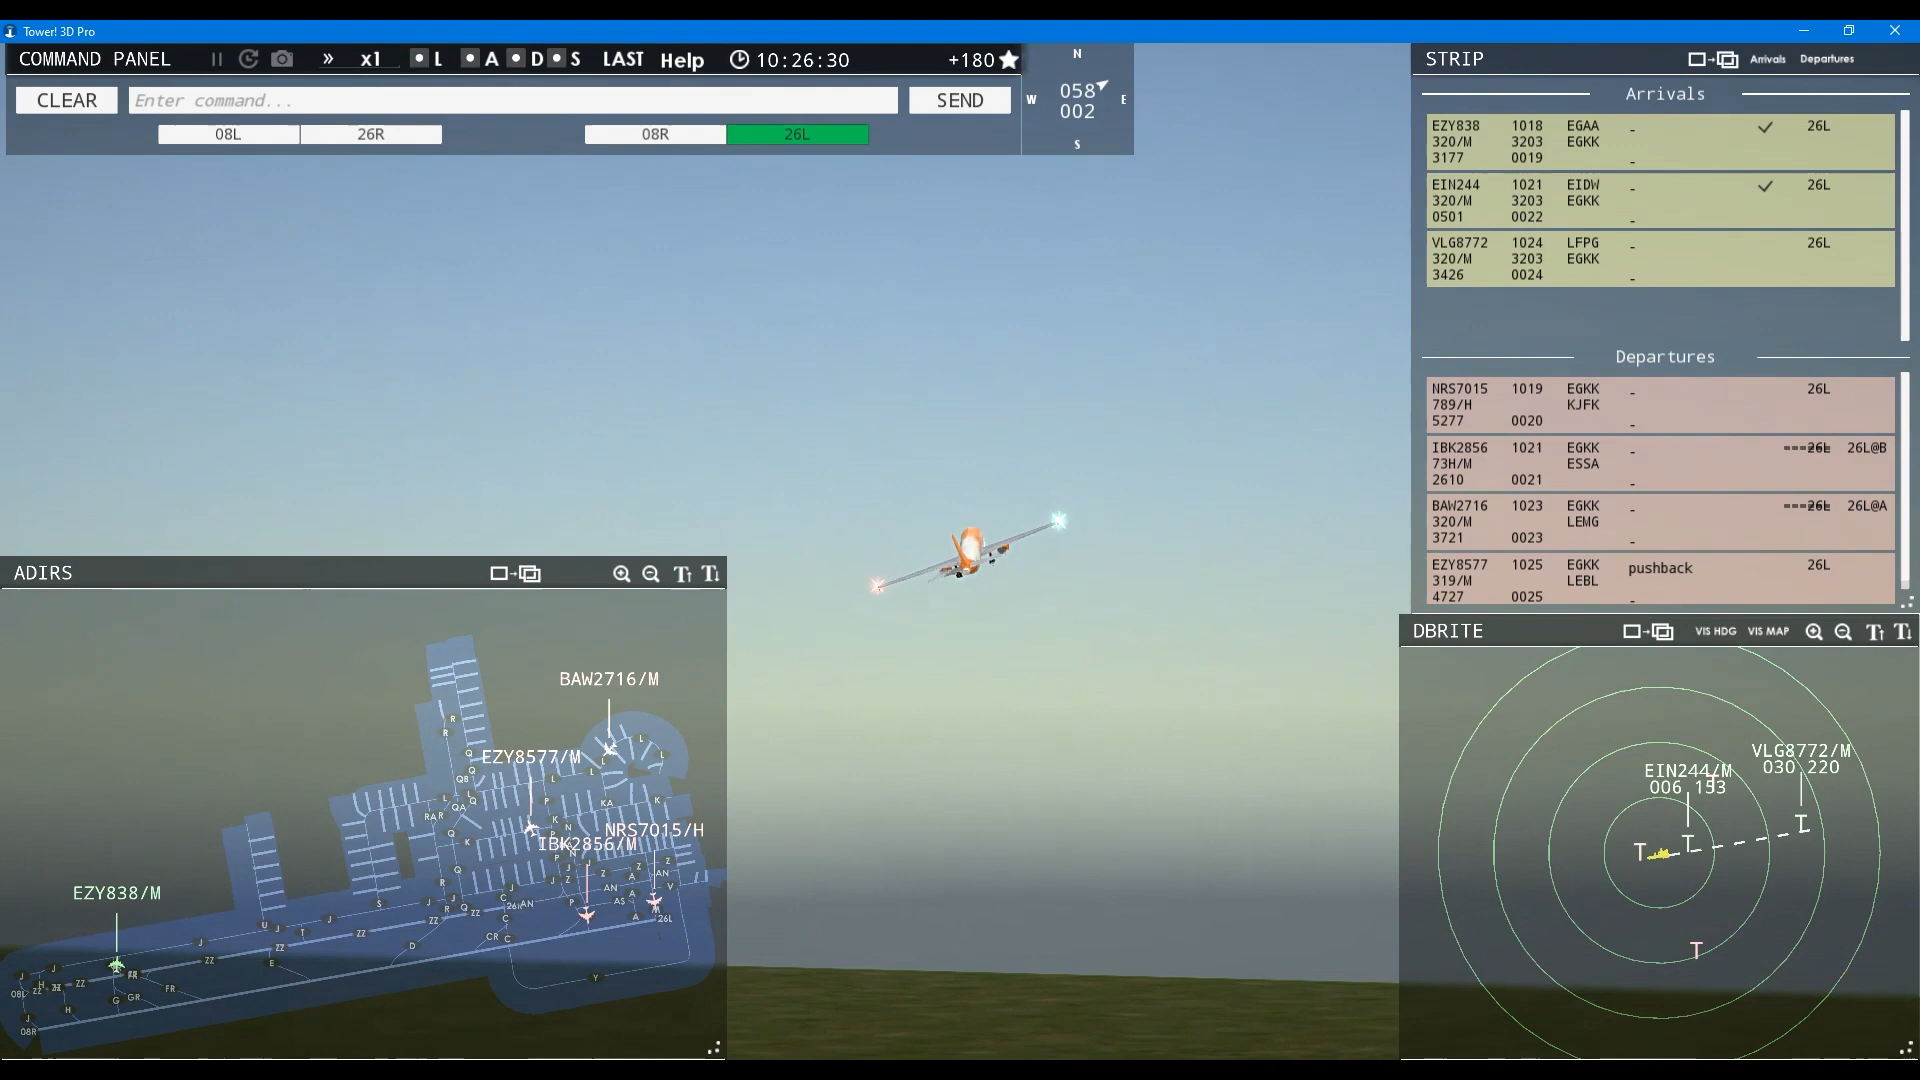 Tower! 3D Pro
COMMAND PANEL
» x1 L A D S LAST Help 10:26:30 +180
CLEAR Enter command... SEND
08L 26R 08R 26L
N
W 058 E
002
S
STRIP Arrivals Departures
Arrivals
EZY838 1018 EGAA - 26L
320/M 3203 EGKK
3177 0019 -
EIN244 1021 EIDW - 26L
320/M 3203 EGKK
0501 0022 -
VLG8772 1024 LFPG - 26L
320/M 3203 EGKK
3426 0024 -
Departures
NRS7015 1019 EGKK - 26L
789/H KJFK
5277 0020 -
IBK2856 1021 EGKK - ===26L 26L@B
73H/M ESSA
2610 0021 -
BAW2716 1023 EGKK - ===26L 26L@A
320/M LEMG
3721 0023 -
EZY8577 1025 EGKK pushback 26L
319/M LEBL
4727 0025 -
ADIRS
BAW2716/M
EZY8577/M
NRS7015/H
IBK2856/M
EZY838/M
26L
08R
DBRITE VIS HDG VIS MAP
VLG8772/M
030 220
EIN244/M
006 153